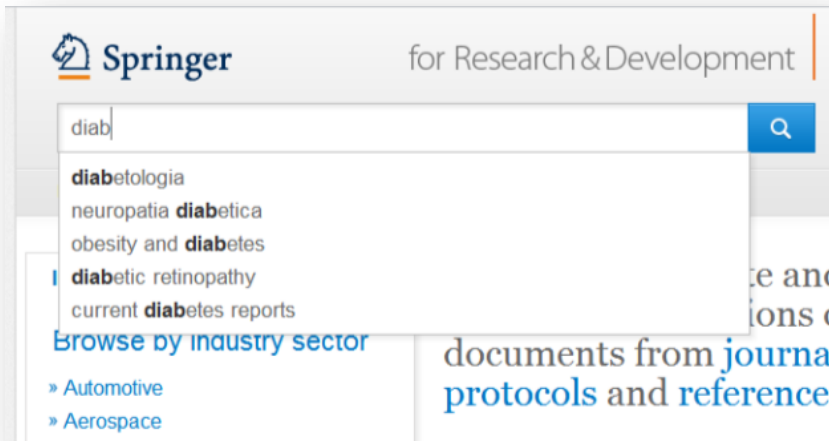 Springer
for Research & Development
diab
diabetologia
neuropatia diabetica
obesity and diabetes
diabetic retinopathy
current diabetes reports
Browse by industry sector
» Automotive
» Aerospace
documents from
protocols and reference